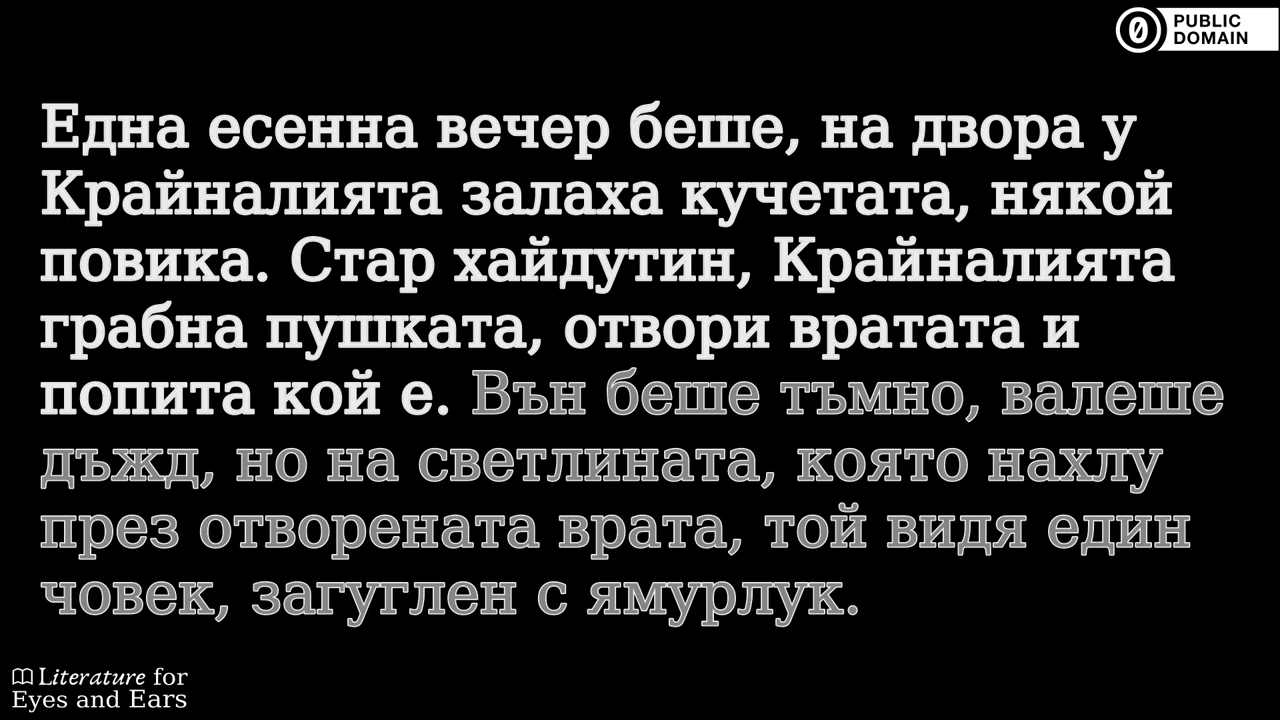 PUBLIC
DOMAIN
Една есенна вечер беше, на двора у
Крайналията залаха кучетата, някой
повика. Стар хайдутин, Крайналията
грабна пушката, отвори вратата и
попита кой е. Вън беше тъмно, валеше
дъжд, но на светлината, която нахлу
през отворената врата, той видя един
човек, загуглен с ямурлук.
Literature for
Eyes and Ears